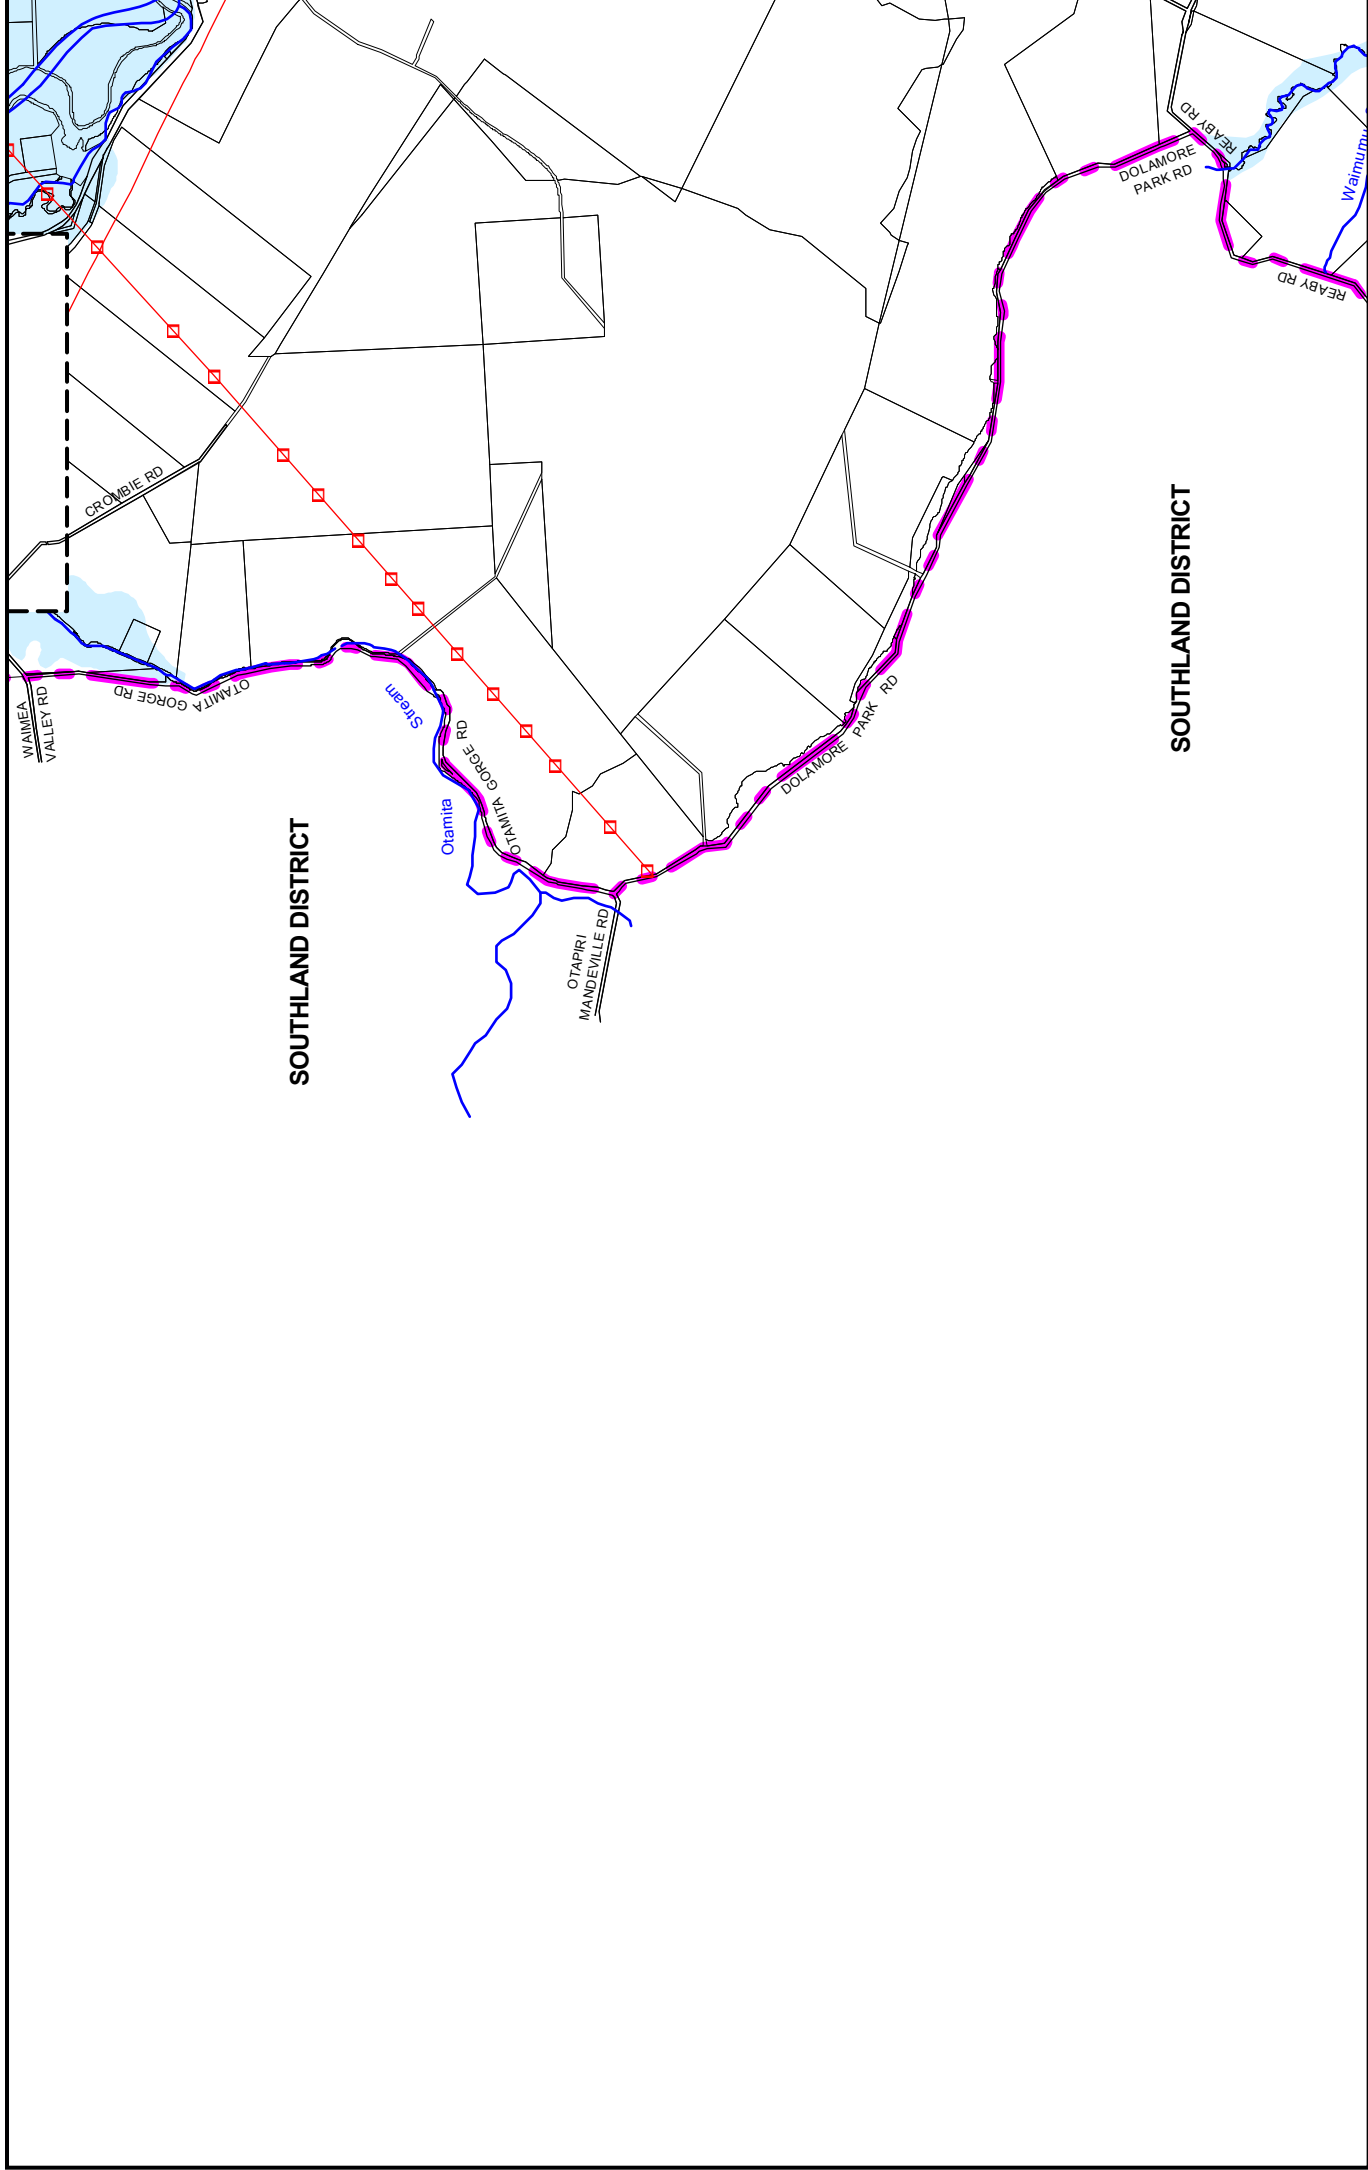 REABY RD
DOLAMORE
PARK RD
Waimumu
REABY RD
CROMBIE RD
SOUTHLAND DISTRICT
WAIMEA
VALLEY RD
OTAMITA GORGE RD
Stream
OTAMITA GORGE RD
Otamita
DOLAMORE PARK RD
SOUTHLAND DISTRICT
OTAPIRI
MANDEVILLE RD